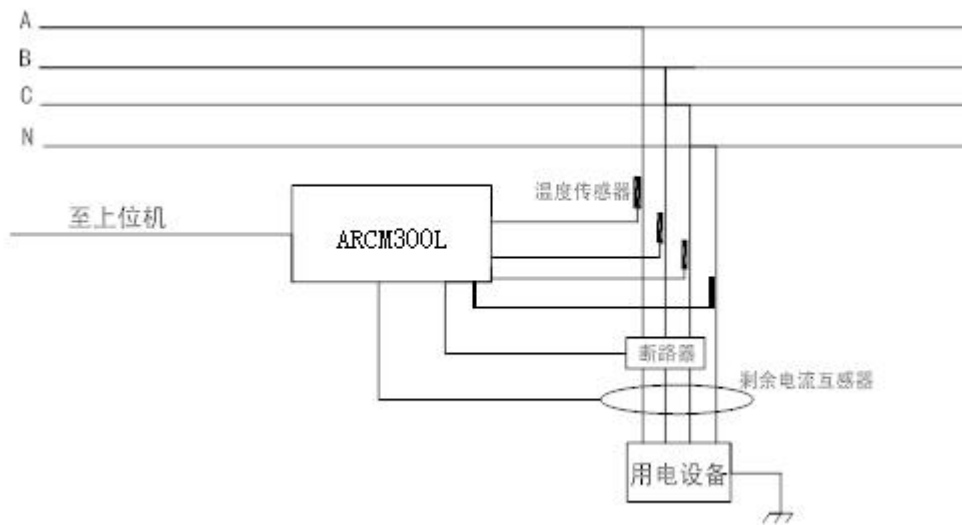 A
B
C
N
温度传感器
至上位机
ARCM300L
断路器
剩余电流互感器
用电设备